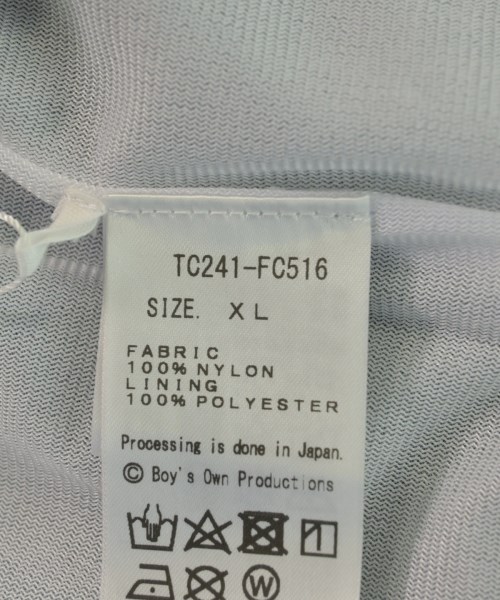 TC241-FC516
SIZE. XL
FABRIC
100% NYLON
LINING
100% POLYESTER
Processing is done in Japan.
© Boy's Own Productions
W